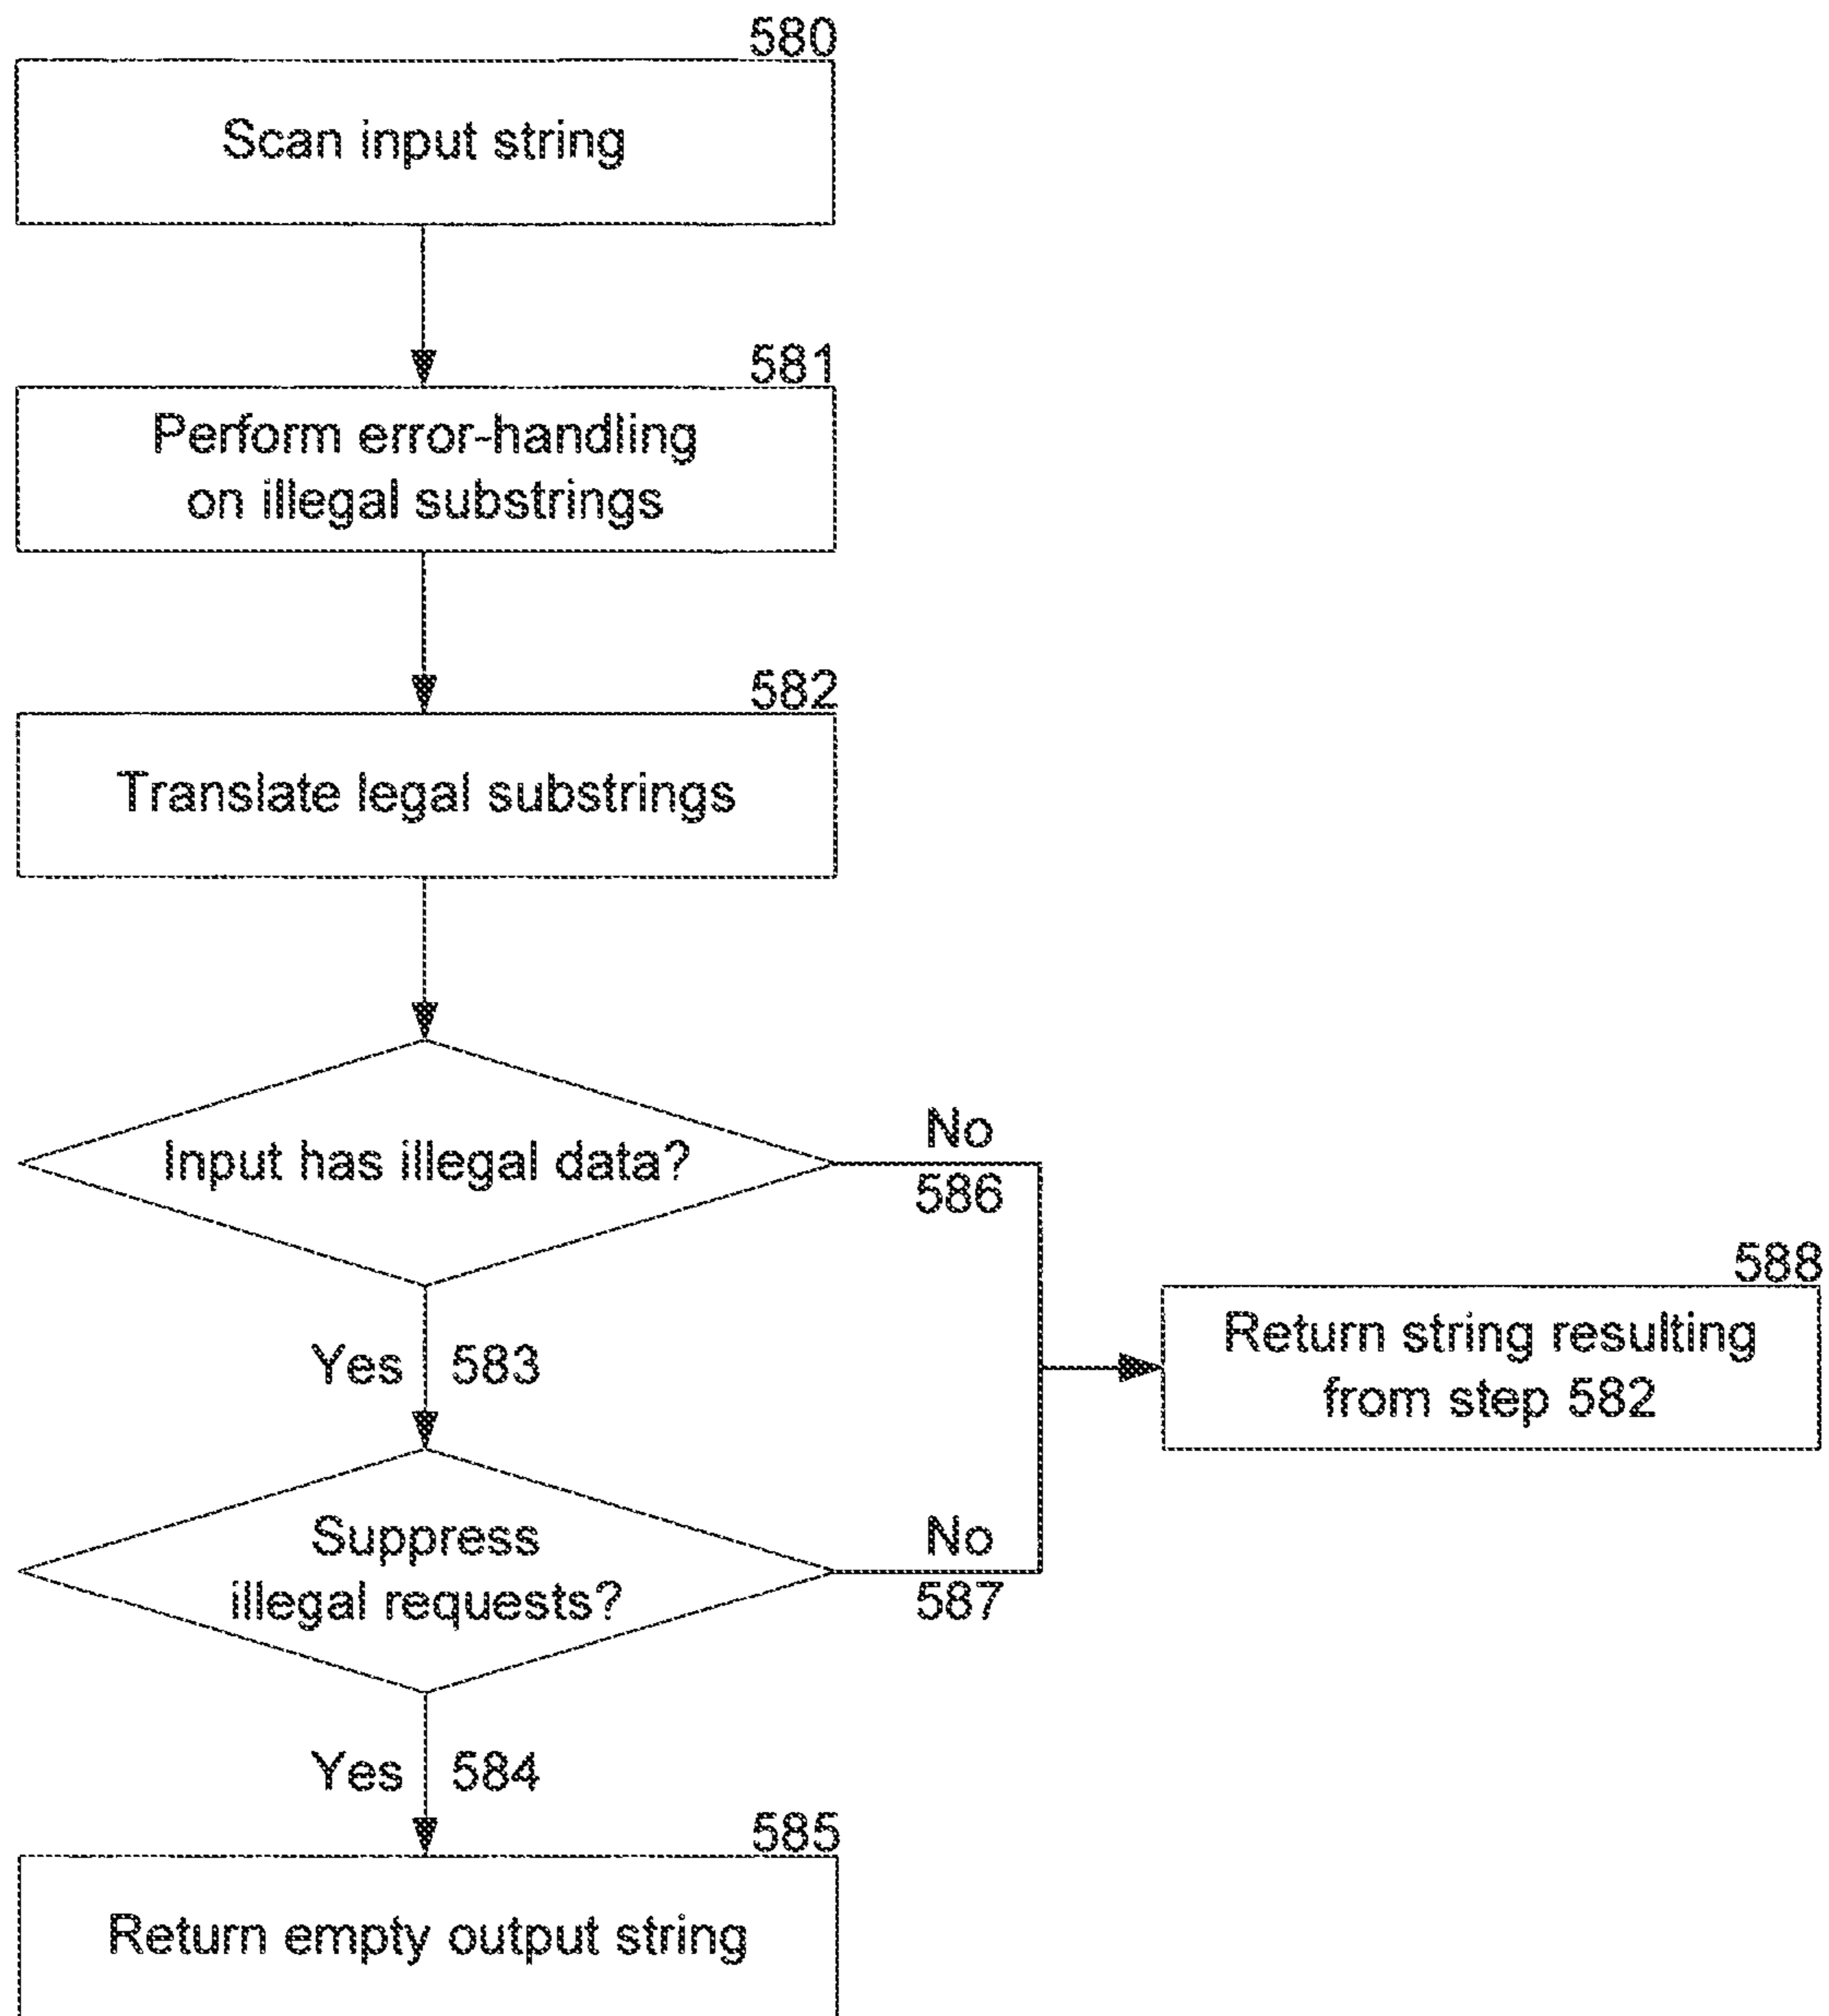 580
Scan input string
581
Perform error-handling
on illegal substrings
582
Translate legal substrings
Input has illegal data?
No
586
588
Return string resulting
from step 582
Yes 583
Suppress
illegal requests?
No
587
Yes 584
585
Return empty output string